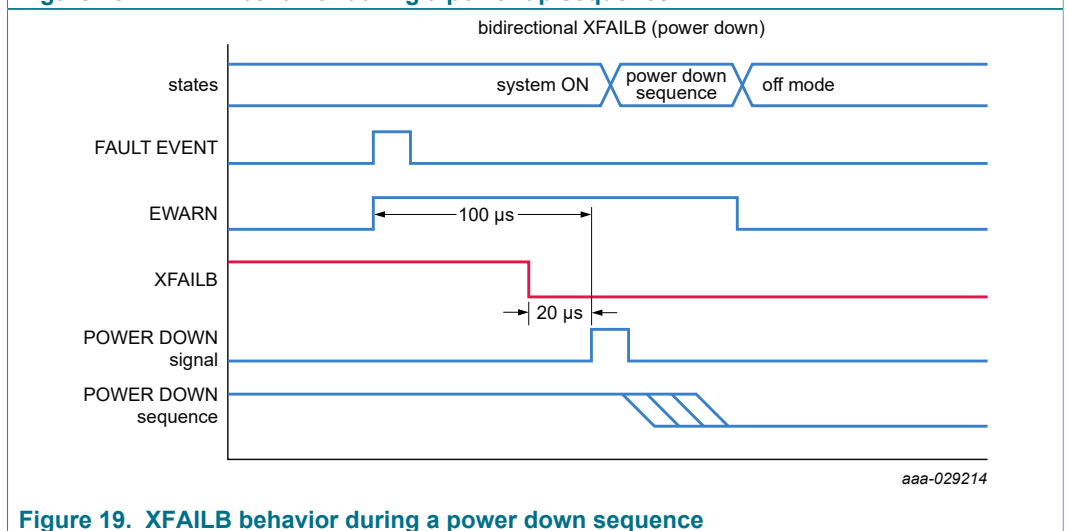 bidirectional XFAILB (power down)
states
system ON
power down
sequence
off mode
FAULT EVENT
EWARN
100 µs
XFAILB
20 µs
POWER DOWN
signal
POWER DOWN
sequence
aaa-029214
Figure 19. XFAILB behavior during a power down sequence